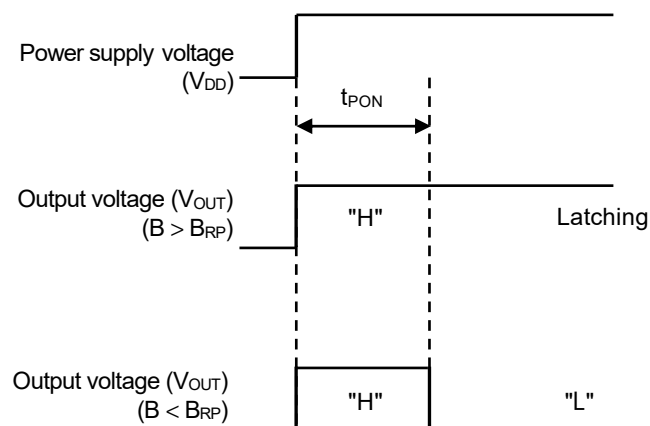 Power supply voltage
(VDD)
tPON
Output voltage (VOUT)
(B > BRP)
"H"
Latching
Output voltage (VOUT)
(B < BRP)
"H"
"L"